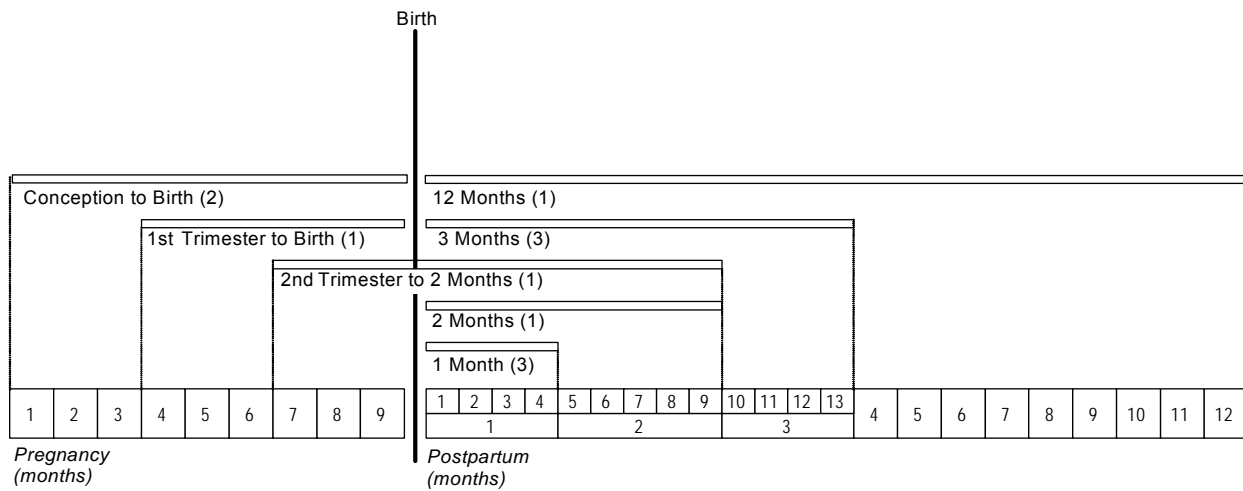 Birth
Conception to Birth (2)
12 Months (1)
1st Trimester to Birth (1)
3 Months (3)
2nd Trimester to 2 Months (1)
2 Months (1)
1 Month (3)
1 2 3 4 5 6 7 8 9
1 2 3 4 5 6 7 8 9 10 11 12 13
4 5 6 7 8 9 10 11 12
1 2 3
Pregnancy
(months)
Postpartum
(months)